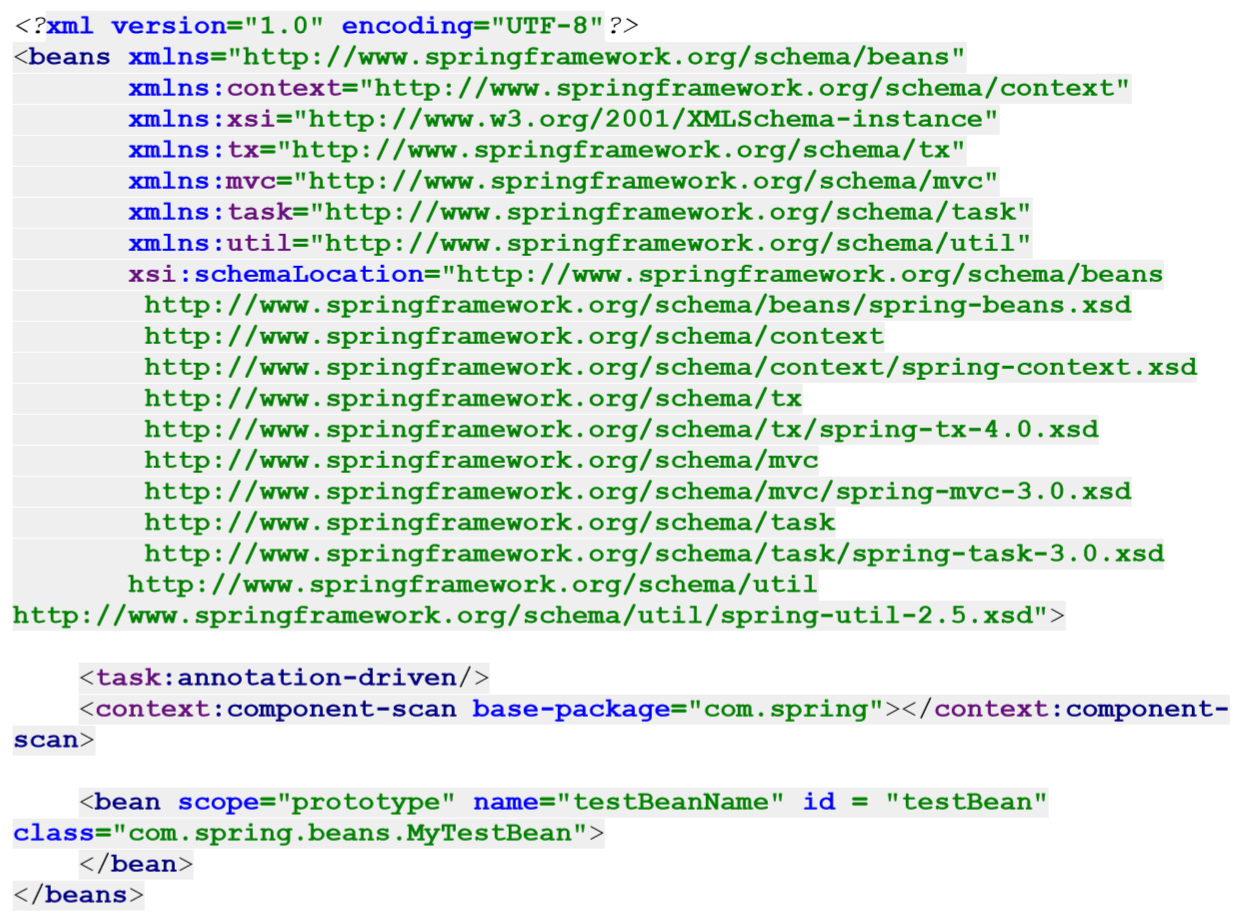 <?xml version="1.0" encoding="UTF-8"?>
<beans xmlns="http://www.springframework.org/schema/beans"
       xmlns:context="http://www.springframework.org/schema/context"
       xmlns:xsi="http://www.w3.org/2001/XMLSchema-instance"
       xmlns:tx="http://www.springframework.org/schema/tx"
       xmlns:mvc="http://www.springframework.org/schema/mvc"
       xmlns:task="http://www.springframework.org/schema/task"
       xmlns:util="http://www.springframework.org/schema/util"
       xsi:schemaLocation="http://www.springframework.org/schema/beans
        http://www.springframework.org/schema/beans/spring-beans.xsd
        http://www.springframework.org/schema/context
        http://www.springframework.org/schema/context/spring-context.xsd
        http://www.springframework.org/schema/tx
        http://www.springframework.org/schema/tx/spring-tx-4.0.xsd
        http://www.springframework.org/schema/mvc
        http://www.springframework.org/schema/mvc/spring-mvc-3.0.xsd
        http://www.springframework.org/schema/task
        http://www.springframework.org/schema/task/spring-task-3.0.xsd
       http://www.springframework.org/schema/util
http://www.springframework.org/schema/util/spring-util-2.5.xsd">

    <task:annotation-driven/>
    <context:component-scan base-package="com.spring"></context:component-
scan>

    <bean scope="prototype" name="testBeanName" id = "testBean"
class="com.spring.beans.MyTestBean">
    </bean>
</beans>